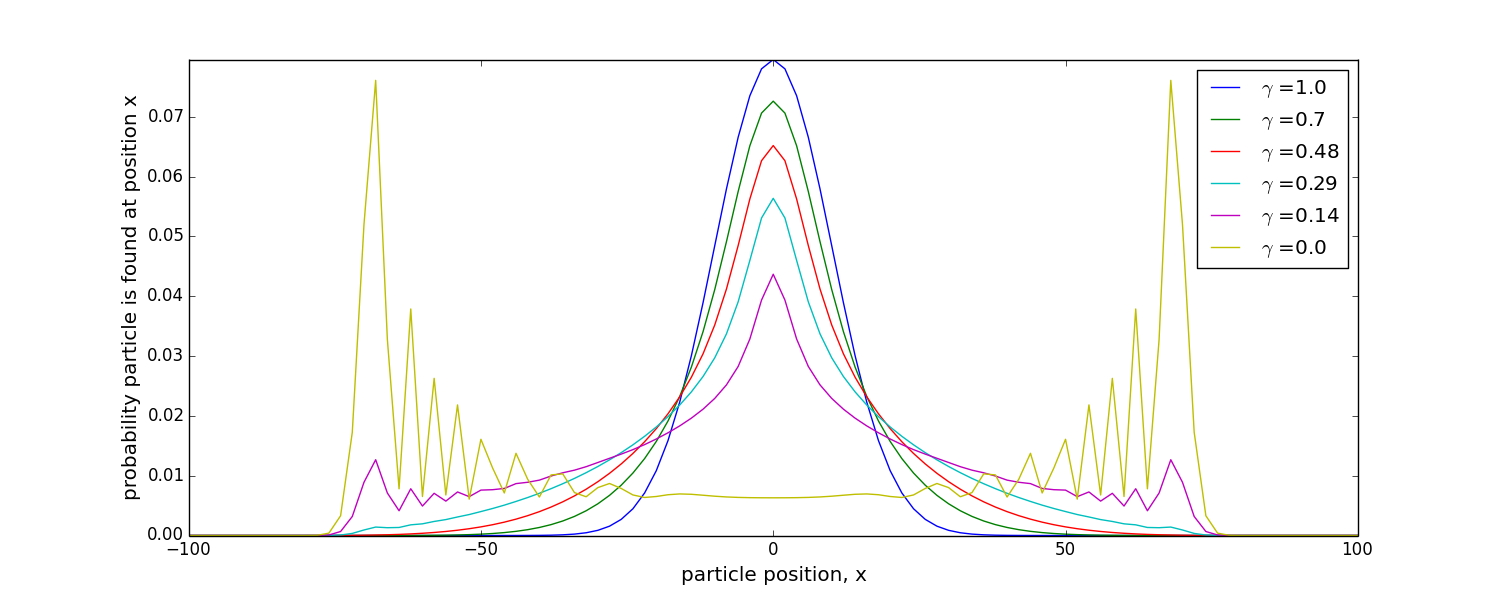 probability particle is found at position x
0.07
0.06
0.05
0.04
0.03
0.02
0.01
0.00
−100
−50
0
50
100
particle position, x
γ =1.0
γ =0.7
γ =0.48
γ =0.29
γ =0.14
γ =0.0